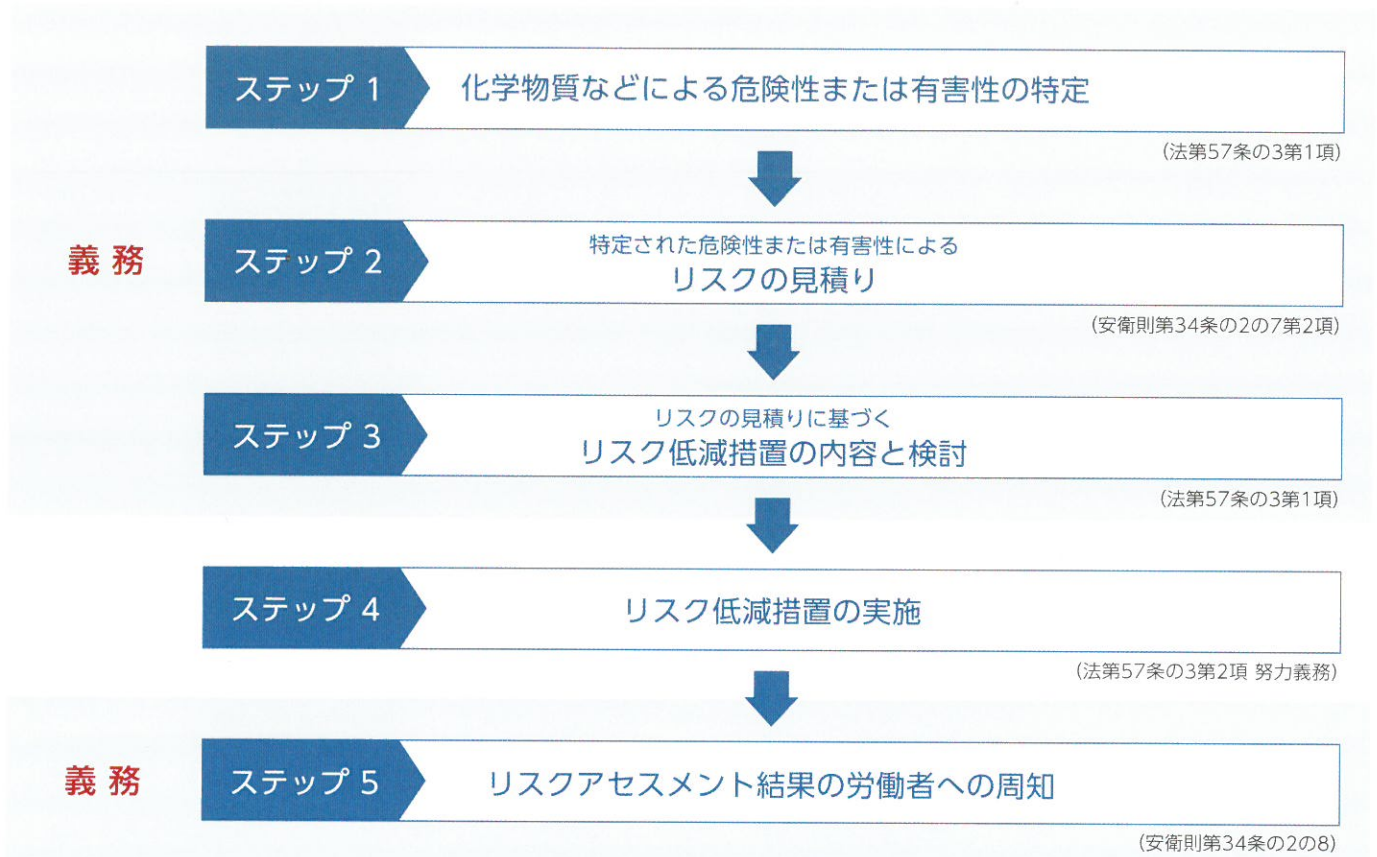 ステップ 1
化学物質などによる危険性または有害性の特定
(法第57条の3第1項)
義務
ステップ 2
特定された危険性または有害性による
リスクの見積り
(安衛則第34条の2の7第2項)
ステップ 3
リスクの見積りに基づく
リスク低減措置の内容と検討
(法第57条の3第1項)
ステップ 4
リスク低減措置の実施
(法第57条の3第2項 努力義務)
義務
ステップ 5
リスクアセスメント結果の労働者への周知
(安衛則第34条の2の8)